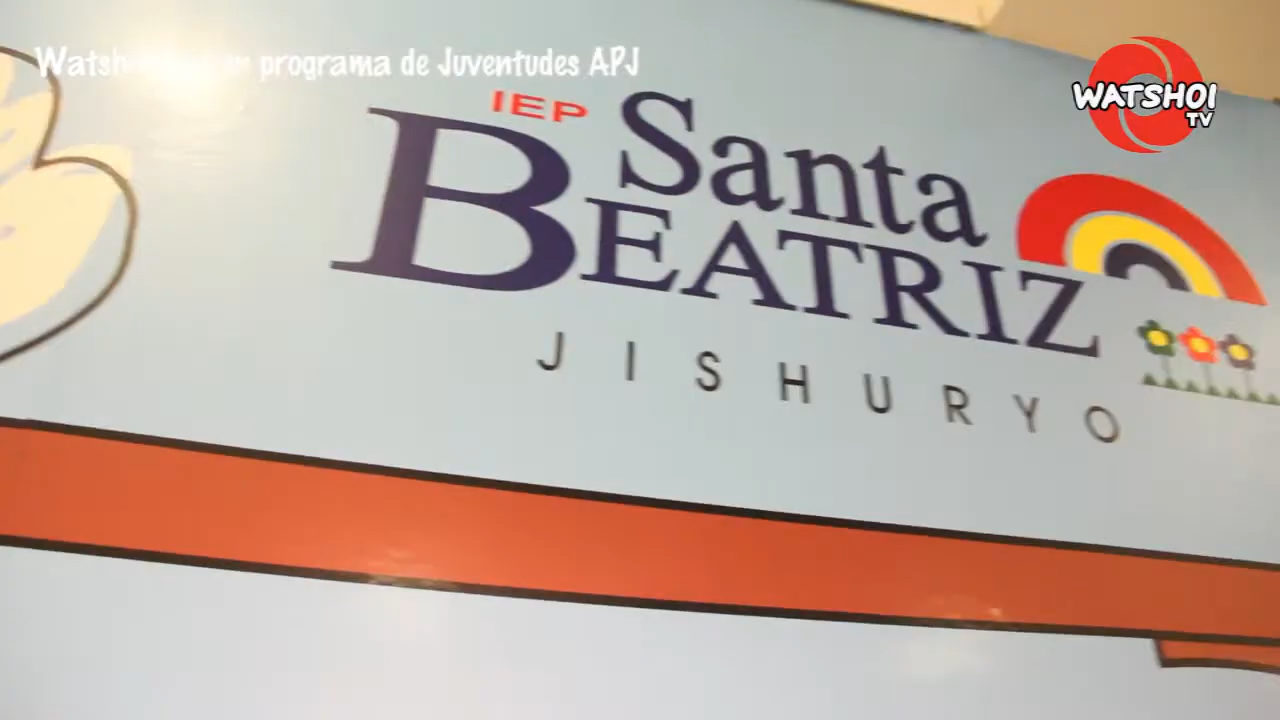 programa de Juventudes APJ
WATSHOI
TV
IEP
Santa
BEATRIZ
JISHURYO